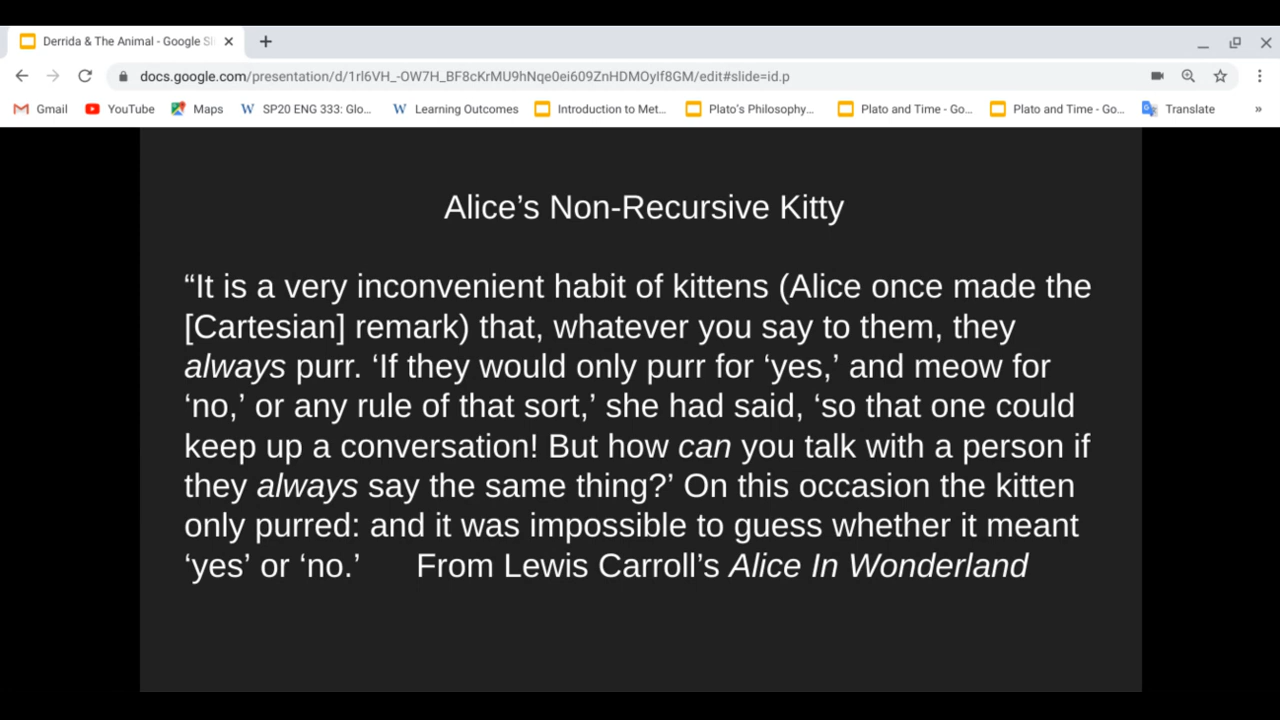 Derrida & The Animal - Google Sl
docs.google.com/presentation/d/1rl6VH_-OW7H_BF8cKrMU9hNqe0ei609ZnHDMOyIf8GM/edit#slide=id.p
Gmail YouTube Maps SP20 ENG 333: Glo... Learning Outcomes Introduction to Met... Plato's Philosophy... Plato and Time - Go... Plato and Time - Go... Translate »
Alice’s Non-Recursive Kitty
“It is a very inconvenient habit of kittens (Alice once made the
[Cartesian] remark) that, whatever you say to them, they
always purr. ‘If they would only purr for ‘yes,’ and meow for
‘no,’ or any rule of that sort,’ she had said, ‘so that one could
keep up a conversation! But how can you talk with a person if
they always say the same thing?’ On this occasion the kitten
only purred: and it was impossible to guess whether it meant
‘yes’ or ‘no.’ From Lewis Carroll’s Alice In Wonderland